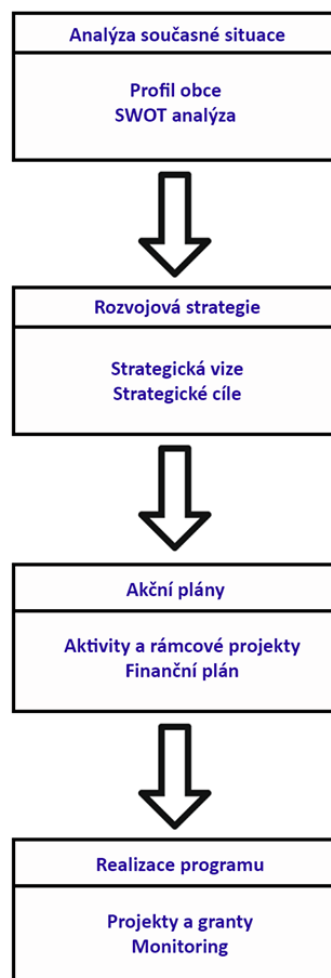 Analýza současné situace
Profil obce
SWOT analýza
Rozvojová strategie
Strategická vize
Strategické cíle
Akční plány
Aktivity a rámcové projekty
Finanční plán
Realizace programu
Projekty a granty
Monitoring